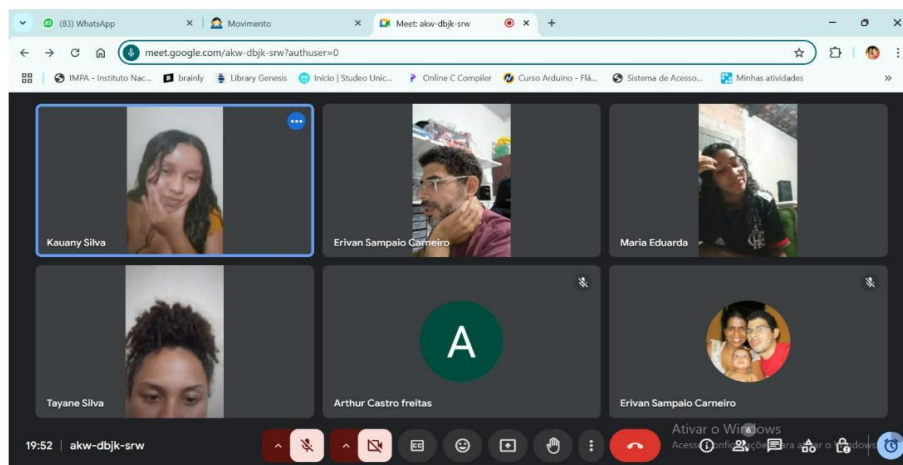 (83) WhatsApp
Movimento
Meet: akw-dbjk-srw
meet.google.com/akw-dbjk-srw?authuser=0
IMPA - Instituto Nac...
brainly
Library Genesis
Início | Studeo Unic...
Online C Compiler
Curso Arduino - Flá...
Sistema de Acesso...
Minhas atividades
Kauany Silva
Erivan Sampaio Carneiro
Maria Eduarda
Tayane Silva
A
Arthur Castro freitas
Erivan Sampaio Carneiro
19:52 | akw-dbjk-srw
6
Ativar o Windows